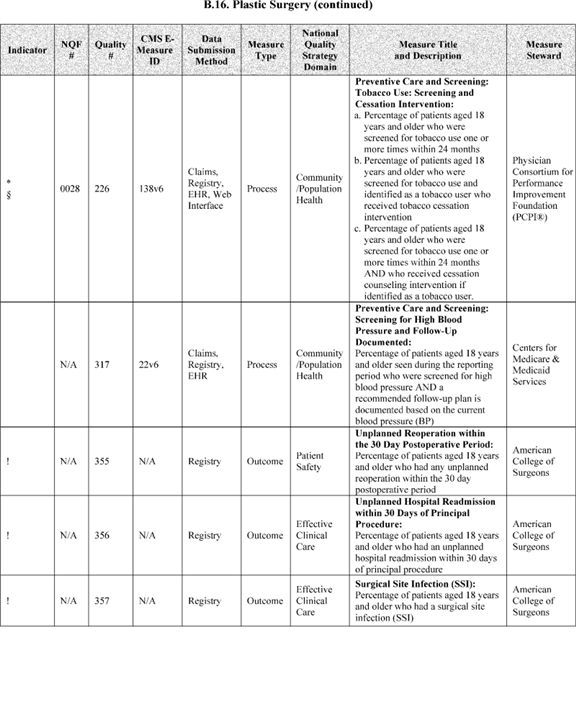 B.16. Plastic Surgery (continued)
Indicator
NQF
#
Quality
#
CMS E-
Measure
ID
Data
Submission
Method
Measure
Type
National
Quality
Strategy
Domain
Measure Title
and Description
Measure
Steward
*
§
0028
226
138v6
Claims,
Registry,
EHR, Web
Interface
Process
Community
/Population
Health
Preventive Care and Screening:
Tobacco Use: Screening and
Cessation Intervention:
a. Percentage of patients aged 18
years and older who were
screened for tobacco use one or
more times within 24 months
b. Percentage of patients aged 18
years and older who were
screened for tobacco use and
identified as a tobacco user who
received tobacco cessation
intervention
c. Percentage of patients aged 18
years and older who were
screened for tobacco use one or
more times within 24 months
AND who received cessation
counseling intervention if
identified as a tobacco user.
Physician
Consortium for
Performance
Improvement
Foundation
(PCPI®)
N/A
317
22v6
Claims,
Registry,
EHR
Process
Community
/Population
Health
Preventive Care and Screening:
Screening for High Blood
Pressure and Follow-Up
Documented:
Percentage of patients aged 18 years
and older seen during the reporting
period who were screened for high
blood pressure AND a
recommended follow-up plan is
documented based on the current
blood pressure (BP)
Centers for
Medicare &
Medicaid
Services
!
N/A
355
N/A
Registry
Outcome
Patient
Safety
Unplanned Reoperation within
the 30 Day Postoperative Period:
Percentage of patients aged 18 years
and older who had any unplanned
reoperation within the 30 day
postoperative period
American
College of
Surgeons
!
N/A
356
N/A
Registry
Outcome
Effective
Clinical
Care
Unplanned Hospital Readmission
within 30 Days of Principal
Procedure:
Percentage of patients aged 18 years
and older who had an unplanned
hospital readmission within 30 days
of principal procedure
American
College of
Surgeons
!
N/A
357
N/A
Registry
Outcome
Effective
Clinical
Care
Surgical Site Infection (SSI):
Percentage of patients aged 18 years
and older who had a surgical site
infection (SSI)
American
College of
Surgeons